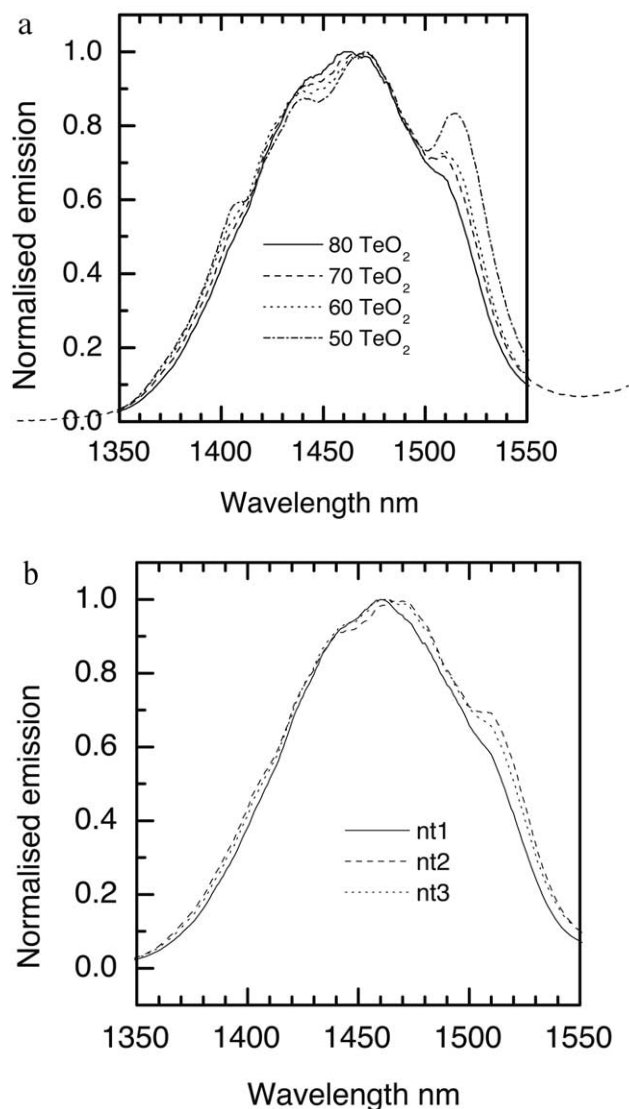 a
1.0
0.8
0.6
0.4
0.2
0.0
Normalised emission
80 TeO₂
70 TeO₂
60 TeO₂
50 TeO₂
1350 1400 1450 1500 1550
Wavelength nm
b
1.0
0.8
0.6
0.4
0.2
0.0
Normalised emission
nt1
nt2
nt3
1350 1400 1450 1500 1550
Wavelength nm